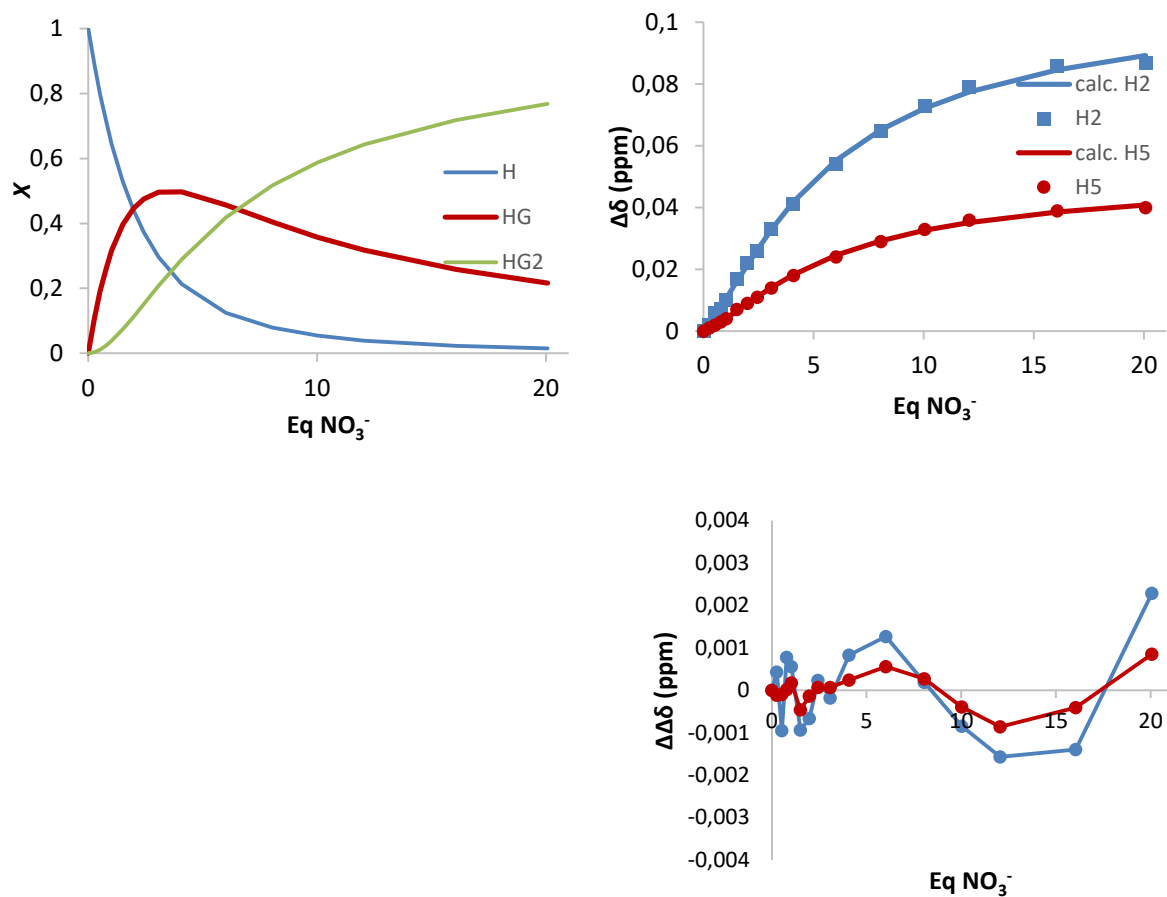 1
0,8
0,6
0,4
0,2
0
X
H
HG
HG2
0
10
20
Eq NO₃⁻
0,1
0,08
0,06
0,04
0,02
0
Δδ (ppm)
calc. H2
H2
calc. H5
H5
0
5
10
15
20
Eq NO₃⁻
0,004
0,003
0,002
0,001
0
-0,001
-0,002
-0,003
-0,004
ΔΔδ (ppm)
0
5
10
15
20
Eq NO₃⁻